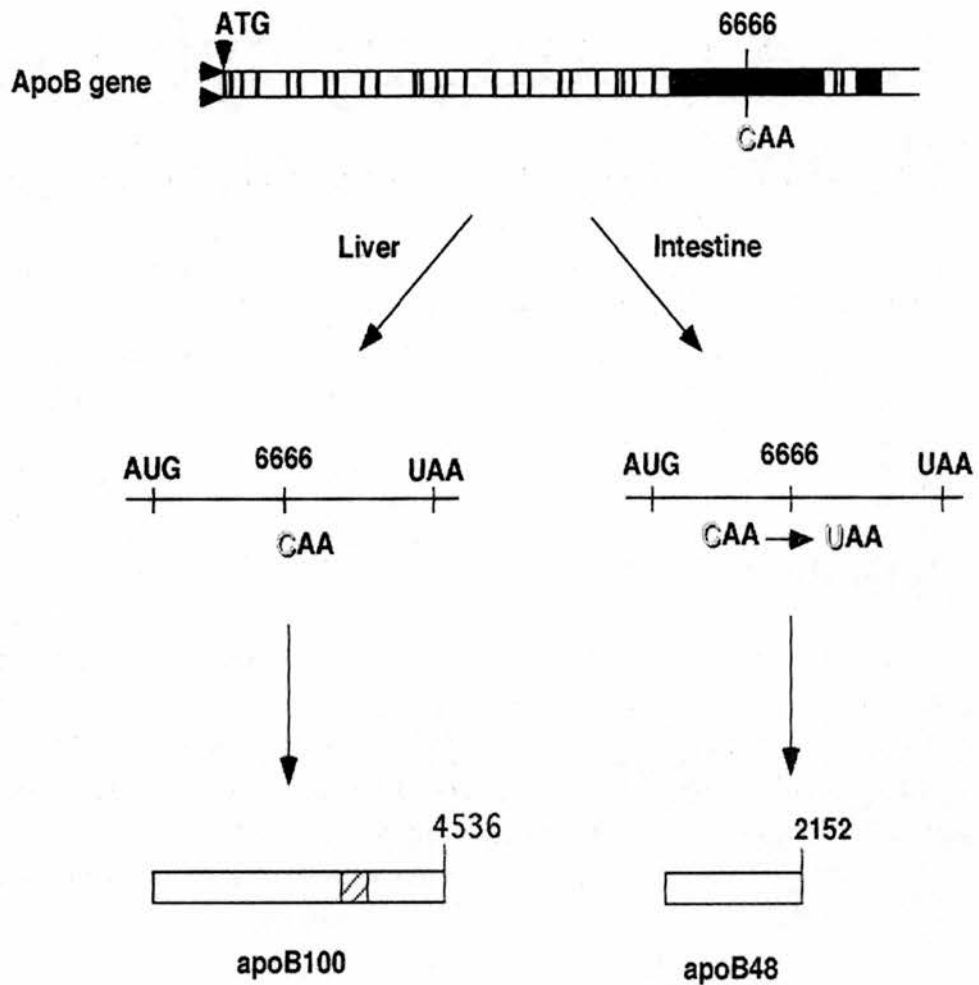 ATG
6666
ApoB gene
CAA
Liver
Intestine
AUG 6666 UAA
CAA
AUG 6666 UAA
CAA UAA
4536
2152
apoB100
apoB48